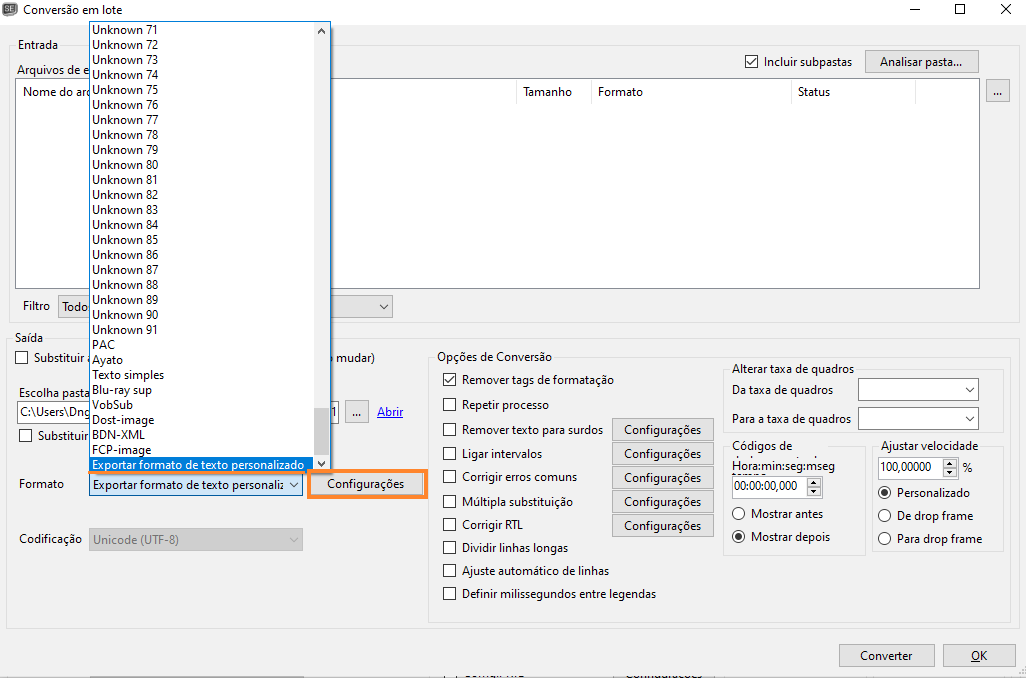 SE Conversão em lote
Entrada
Arquivos de e
Incluir subpastas
Analisar pasta...
Nome do arq
Tamanho
Formato
Status
...
Unknown 71
Unknown 72
Unknown 73
Unknown 74
Unknown 75
Unknown 76
Unknown 77
Unknown 78
Unknown 79
Unknown 80
Unknown 81
Unknown 82
Unknown 83
Unknown 84
Unknown 85
Unknown 86
Unknown 87
Unknown 88
Unknown 89
Unknown 90
Unknown 91
PAC
Ayato
Texto simples
Blu-ray sup
VobSub
Dost-image
BDN-XML
FCP-image
Exportar formato de texto personalizado
Filtro
Todo
Saída
Substituir a
mudar)
Escolha pasta
C:\Users\Dng
1
...
Abrir
Substituir
Formato
Exportar formato de texto personaliz
Configurações
Codificação
Unicode (UTF-8)
Opções de Conversão
Remover tags de formatação
Repetir processo
Remover texto para surdos
Configurações
Ligar intervalos
Configurações
Corrigir erros comuns
Configurações
Múltipla substituição
Configurações
Corrigir RTL
Configurações
Dividir linhas longas
Ajuste automático de linhas
Definir milissegundos entre legendas
Alterar taxa de quadros
Da taxa de quadros
Para a taxa de quadros
Códigos de
Hora:min:seg:mseg
00:00:00,000
Mostrar antes
Mostrar depois
Ajustar velocidade
100,00000
%
Personalizado
De drop frame
Para drop frame
Converter
OK